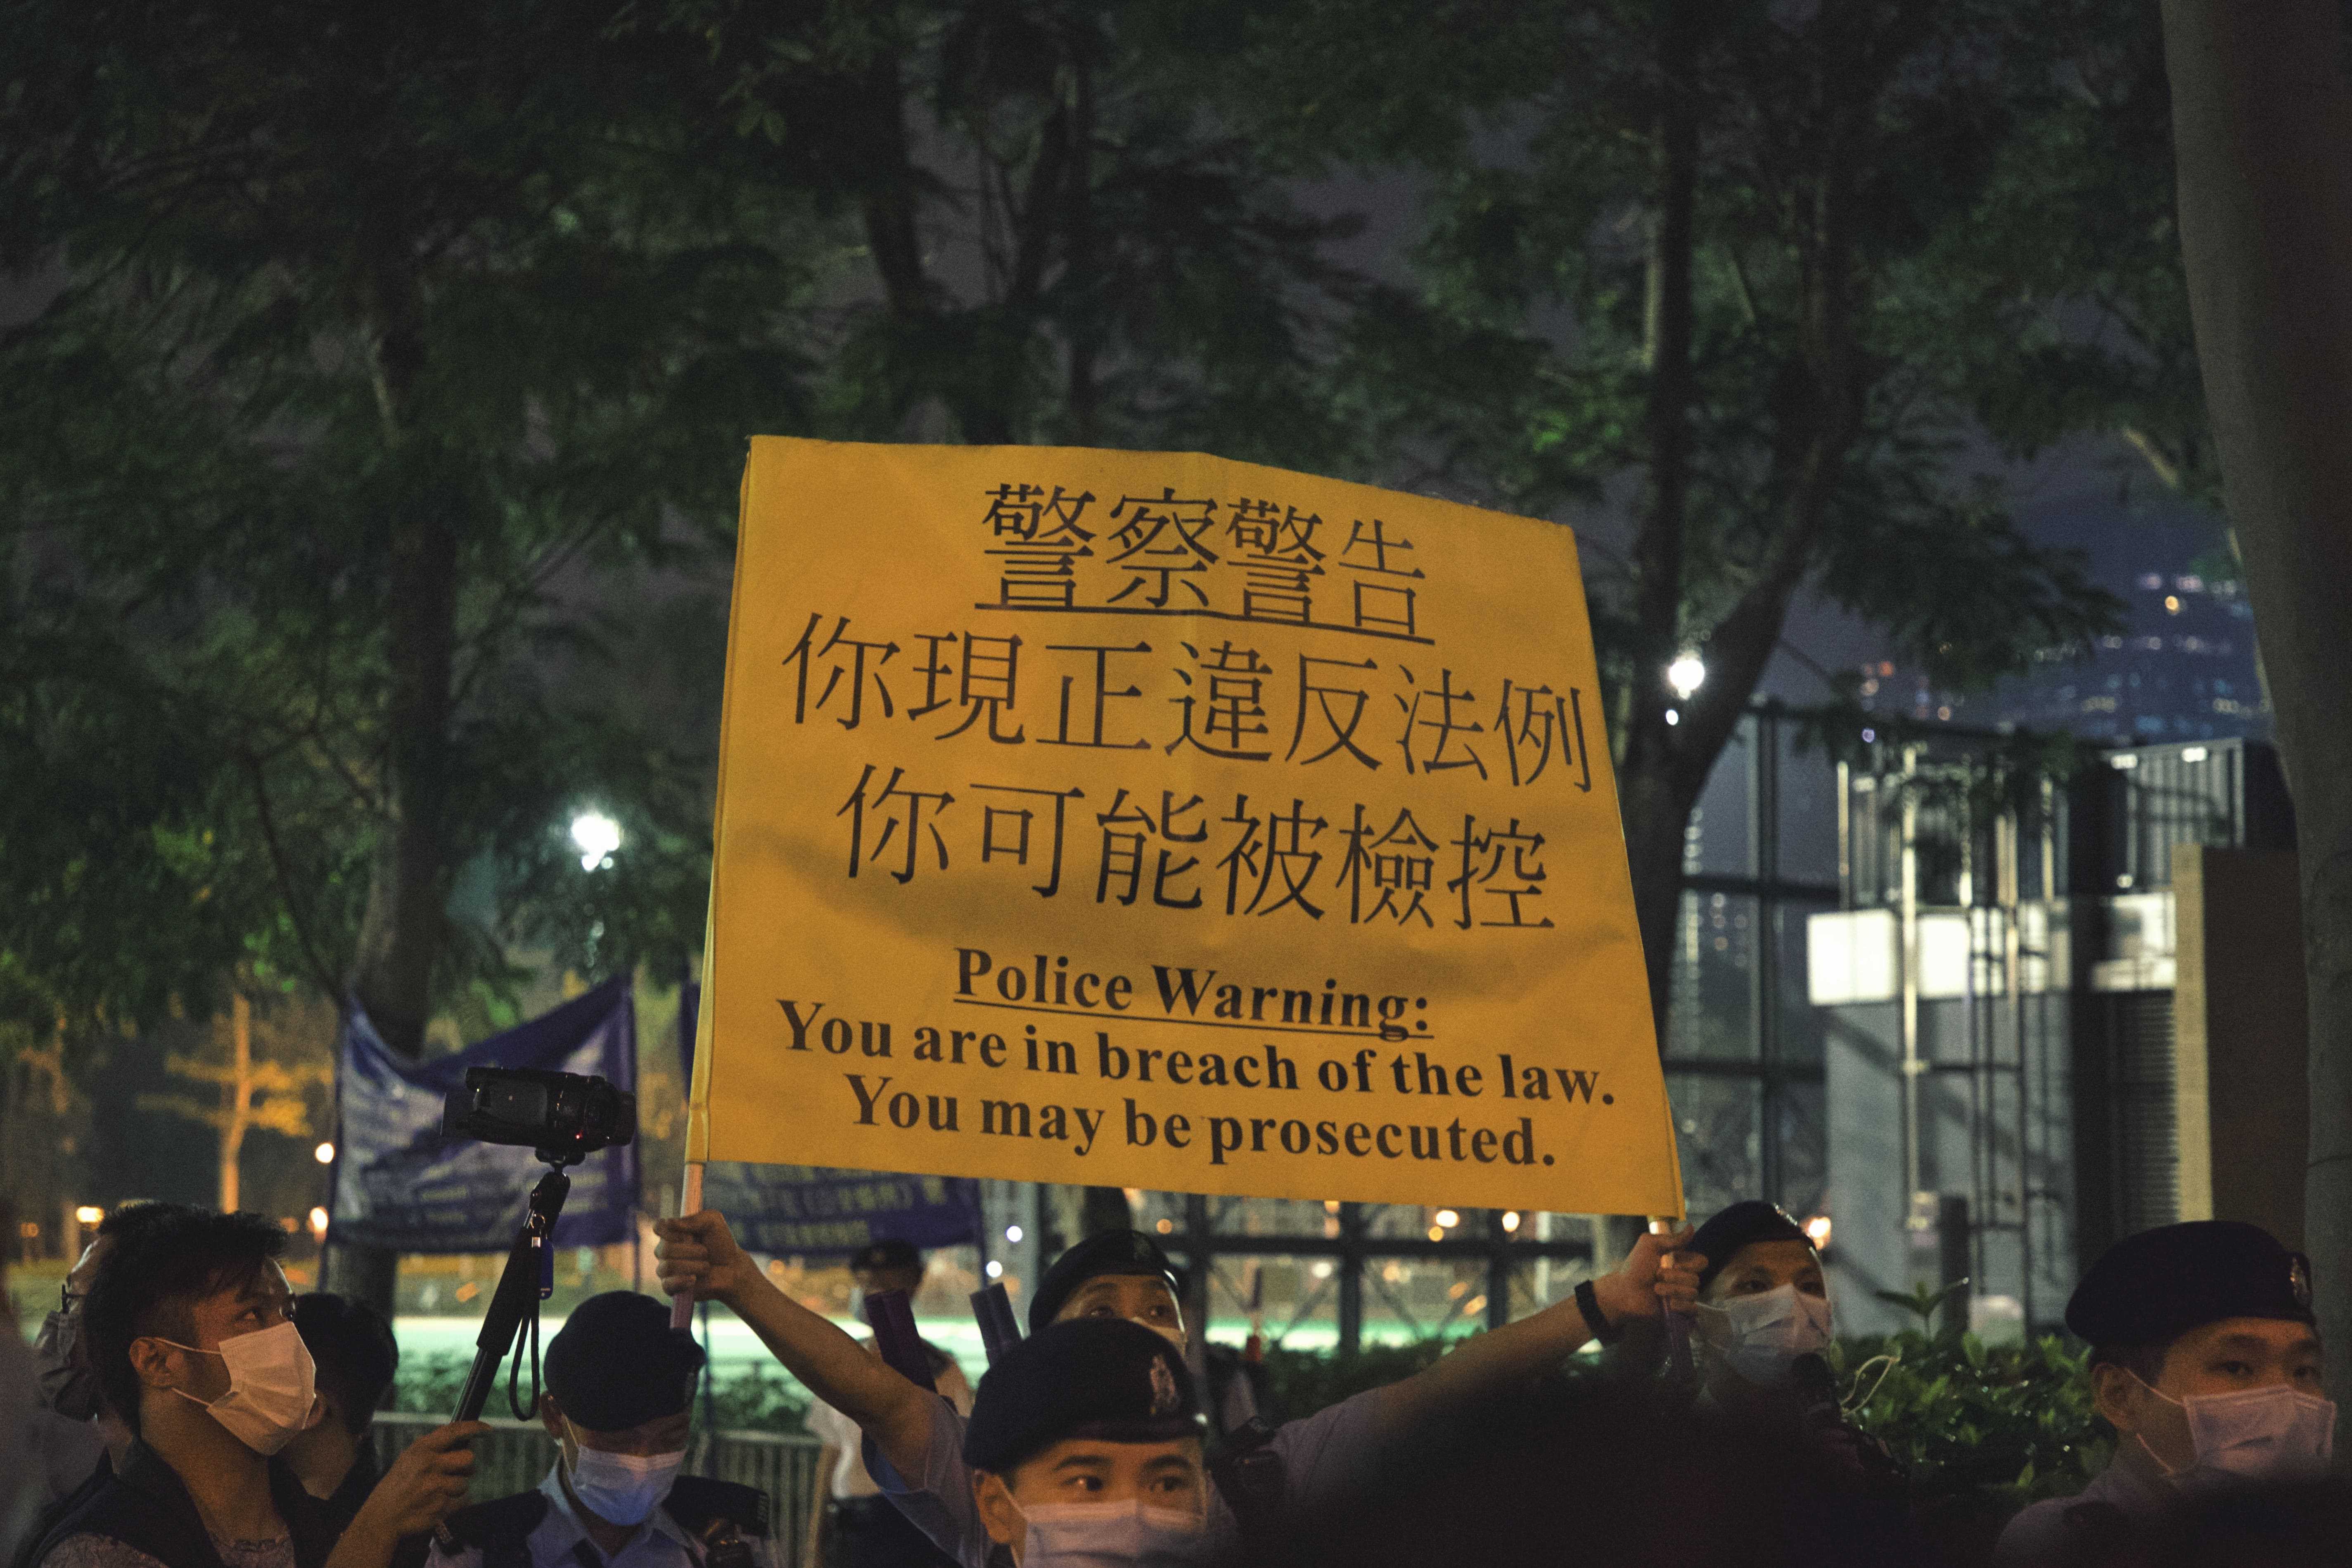 警察警告
你現正違反法例
你可能被檢控
Police Warning:
You are in breach of the law.
You may be prosecuted.